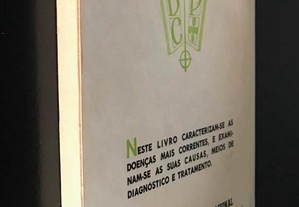 D P
C M
NESTE LIVRO CARACTERIZAM-SE AS
DOENÇAS MAIS CORRENTES, E EXAMI-
NAM-SE AS SUAS CAUSAS, MEIOS DE
DIAGNÓSTICO E TRATAMENTO.